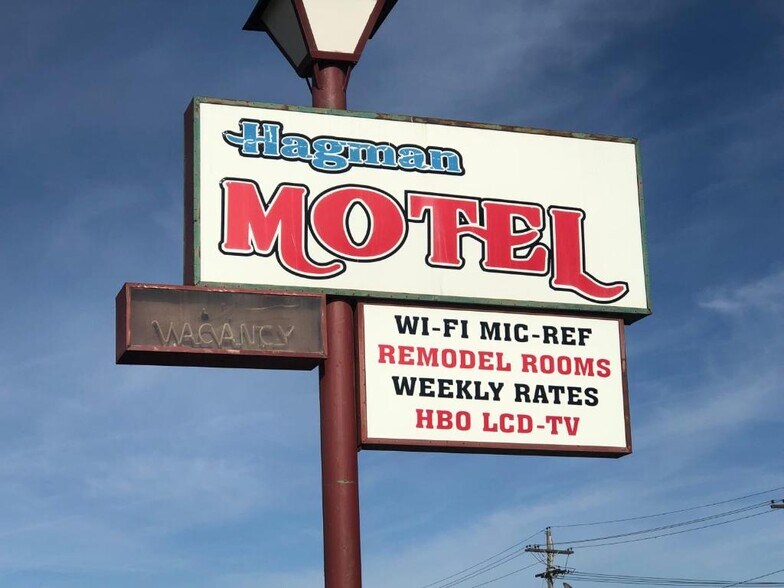 Hagman
MOTEL
VACANCY
WI-FI MIC-REF
REMODEL ROOMS
WEEKLY RATES
HBO LCD-TV